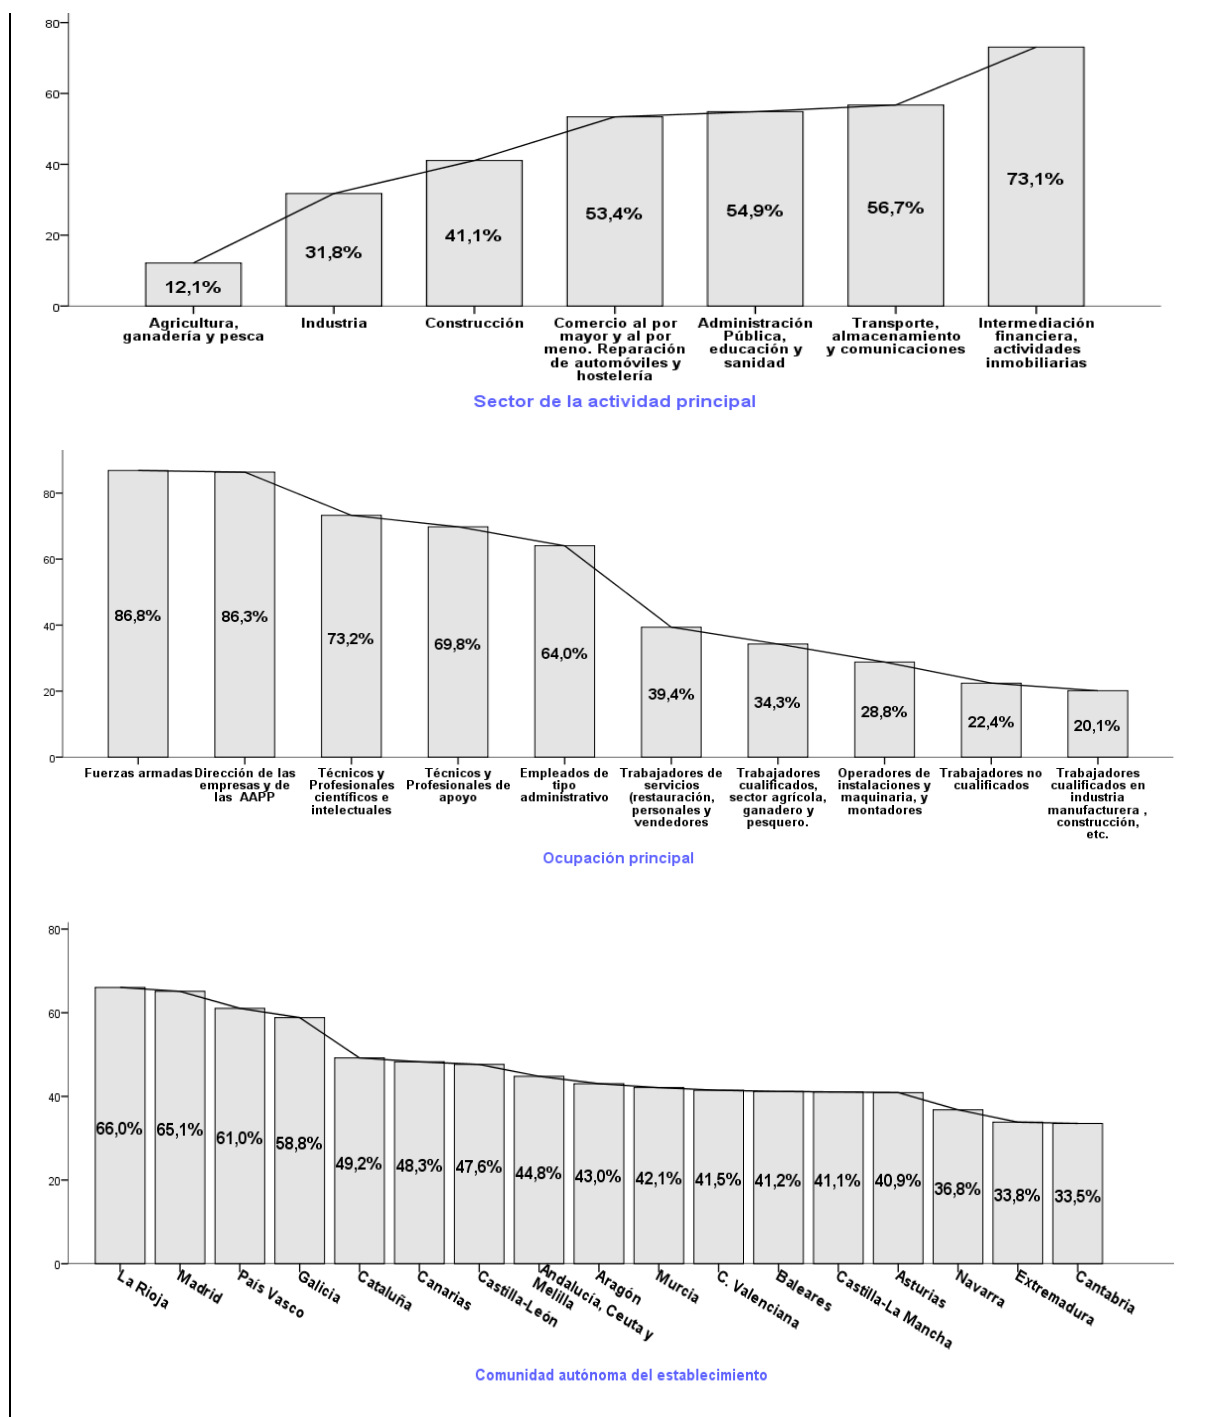 80
60
40
20
0
12,1%
31,8%
41,1%
53,4%
54,9%
56,7%
73,1%
Agricultura,
ganadería y pesca
Industria
Construcción
Comercio al por
mayor y al por
meno. Reparación
de automóviles y
hostelería
Administración
Pública,
educación y
sanidad
Transporte,
almacenamiento
y comunicaciones
Intermediación
financiera,
actividades
inmobiliarias
Sector de la actividad principal
80
60
40
20
0
86,8%
86,3%
73,2%
69,8%
64,0%
39,4%
34,3%
28,8%
22,4%
20,1%
Fuerzas armadas
Dirección de las
empresas y de
las AAPP
Técnicos y
Profesionales
científicos e
intelectuales
Técnicos y
Profesionales de
apoyo
Empleados de
tipo
administrativo
Trabajadores de
servicios
(restauración,
personales y
vendedores
Trabajadores
cualificados,
sector agrícola,
ganadero y
pesquero.
Operadores de
instalaciones y
maquinaria, y
montadores
Trabajadores no
cualificados
Trabajadores
cualificados en
industria
manufacturera ,
construcción,
etc.
Ocupación principal
80
60
40
20
0
66,0%
65,1%
61,0%
58,8%
49,2%
48,3%
47,6%
44,8%
43,0%
42,1%
41,5%
41,2%
41,1%
40,9%
36,8%
33,8%
33,5%
La Rioja
Madrid
País Vasco
Galicia
Cataluña
Canarias
Castilla-León
Andalucía, Ceuta y
Melilla
Aragón
Murcia
C. Valenciana
Baleares
Castilla-La Mancha
Asturias
Navarra
Extremadura
Cantabria
Comunidad autónoma del establecimiento